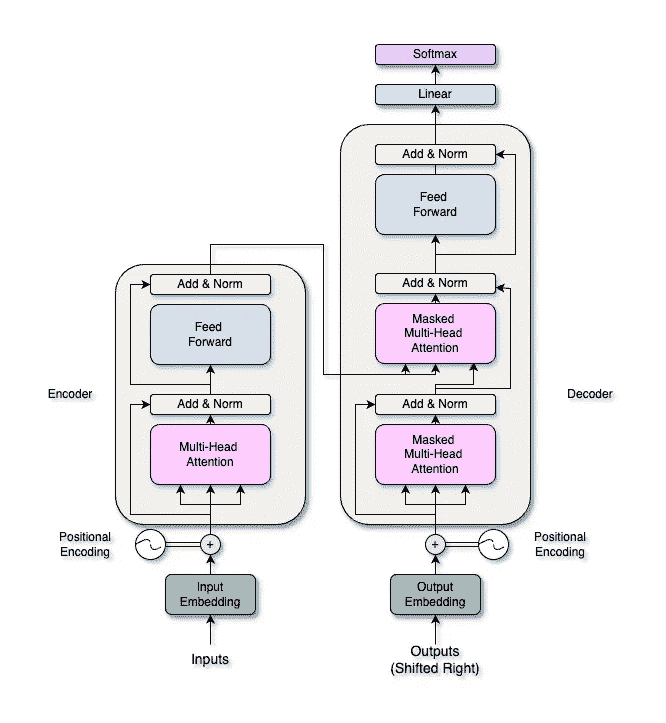 Softmax
Linear
Add & Norm
Feed
Forward
Add & Norm
Masked
Multi-Head
Attention
Add & Norm
Feed
Forward
Encoder
Decoder
Add & Norm
Multi-Head
Attention
Add & Norm
Masked
Multi-Head
Attention
Positional
Encoding
+
+
Positional
Encoding
Input
Embedding
Output
Embedding
Inputs
Outputs
(Shifted Right)